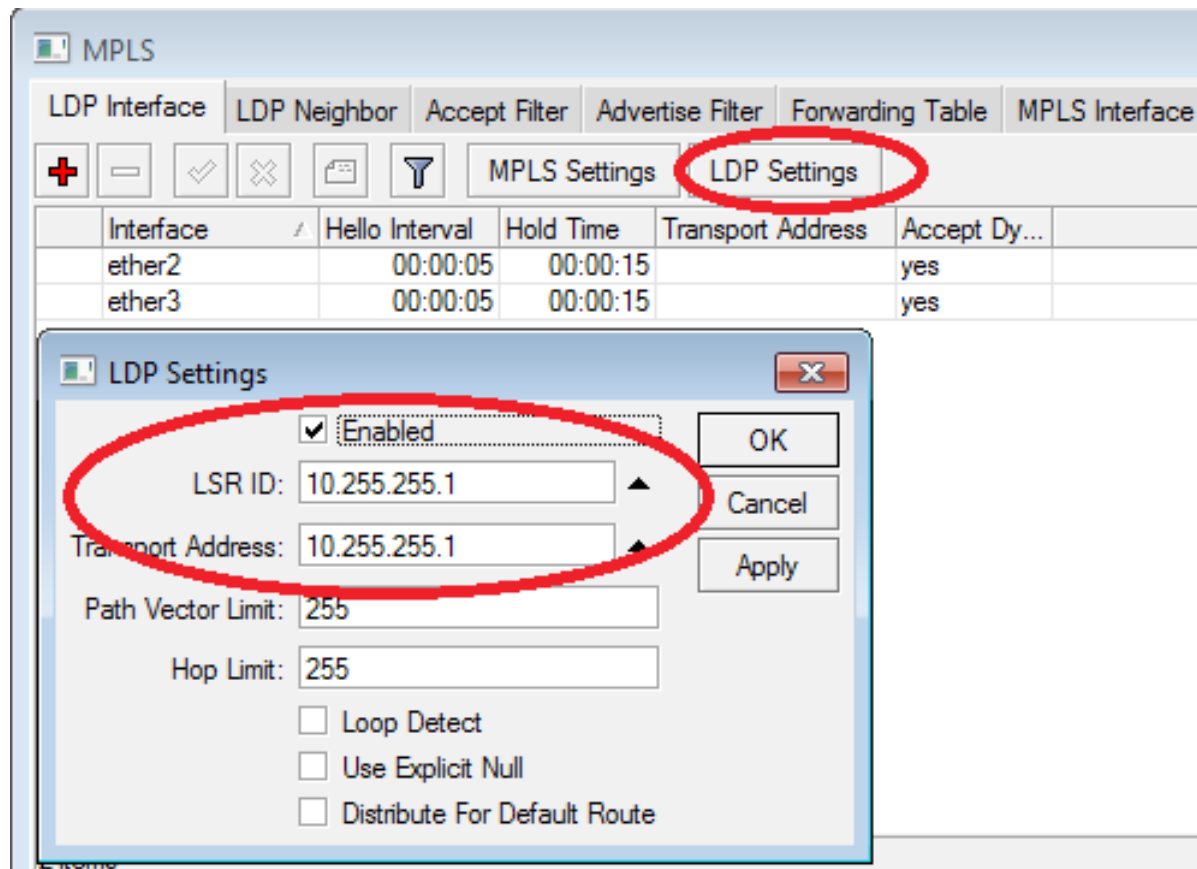 MPLS
LDP Interface LDP Neighbor Accept Filter Advertise Filter Forwarding Table MPLS Interface
MPLS Settings LDP Settings
Interface Hello Interval Hold Time Transport Address Accept Dy...
ether2 00:00:05 00:00:15 yes
ether3 00:00:05 00:00:15 yes
LDP Settings
Enabled
OK
LSR ID: 10.255.255.1
Cancel
Transport Address: 10.255.255.1
Apply
Path Vector Limit: 255
Hop Limit: 255
Loop Detect
Use Explicit Null
Distribute For Default Route